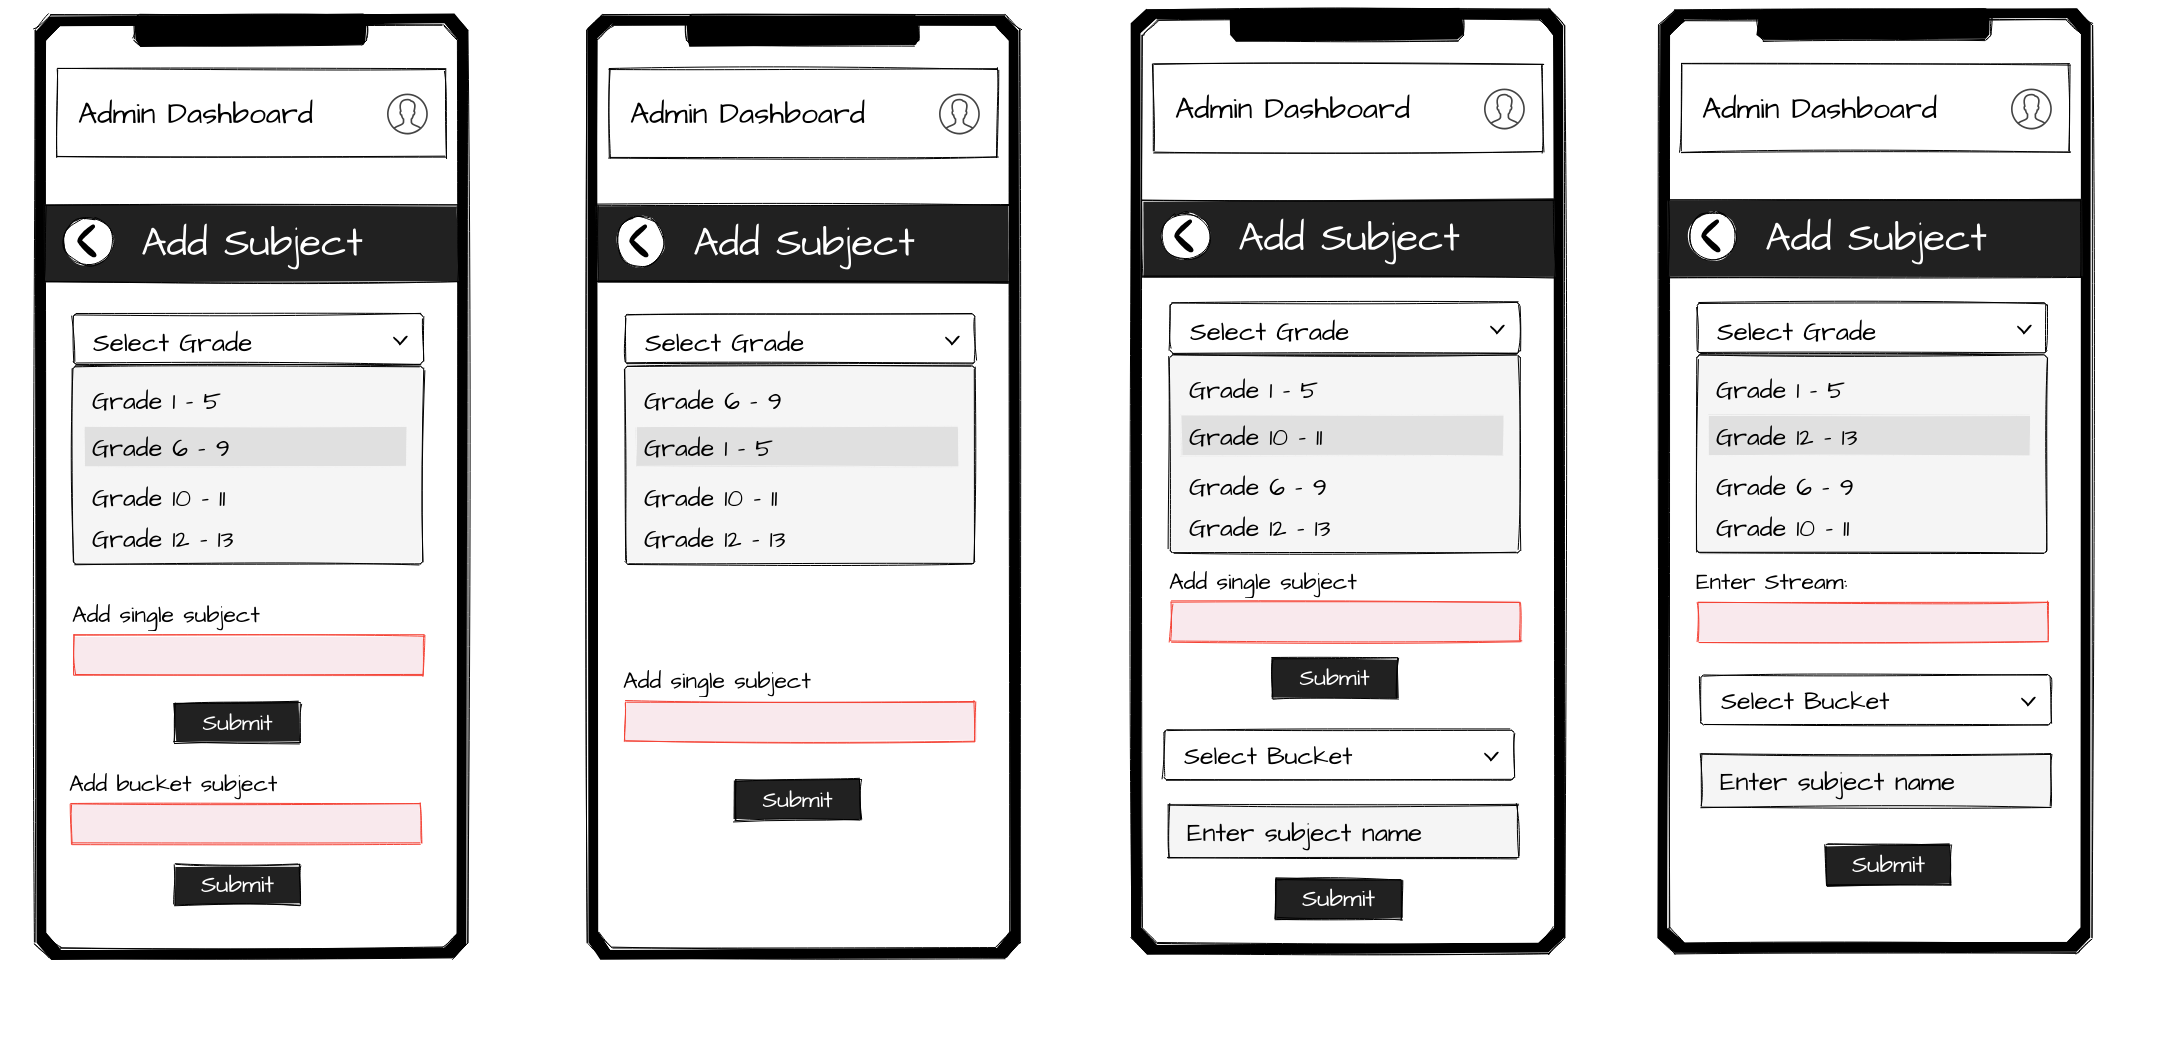 Admin Dashboard
Add Subject
Select Grade
Grade 1 - 5
Grade 6 - 9
Grade 10 - 11
Grade 12 - 13
Add single subject
Submit
Add bucket subject
Submit
Admin Dashboard
Add Subject
Select Grade
Grade 6 - 9
Grade 1 - 5
Grade 10 - 11
Grade 12 - 13
Add single subject
Submit
Admin Dashboard
Add Subject
Select Grade
Grade 1 - 5
Grade 10 - 11
Grade 6 - 9
Grade 12 - 13
Add single subject
Submit
Select Bucket
Enter subject name
Submit
Admin Dashboard
Add Subject
Select Grade
Grade 1 - 5
Grade 12 - 13
Grade 6 - 9
Grade 10 - 11
Enter Stream:
Select Bucket
Enter subject name
Submit